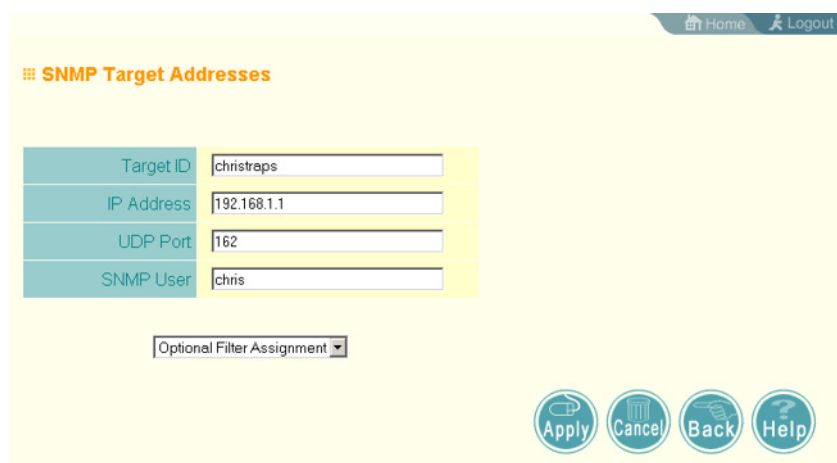 Home Logout
SNMP Target Addresses
Target ID christraps
IP Address 192.168.1.1
UDP Port 162
SNMP User chris
Optional Filter Assignment
Apply Cancel Back Help